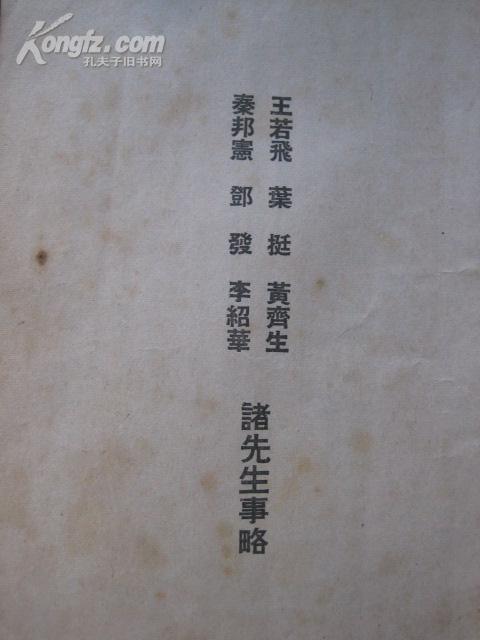 Kongfz.com
孔夫子旧书网
王若飛 葉挺 黃齊生
秦邦憲 鄧發 李紹華
諸先生事略